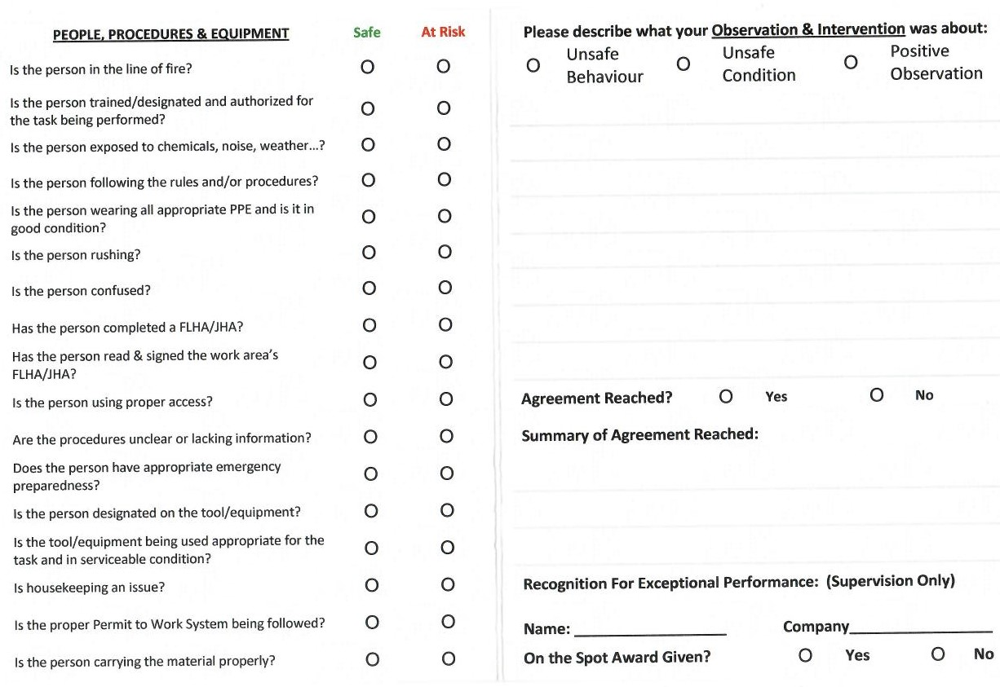 PEOPLE, PROCEDURES & EQUIPMENT Safe At Risk
Is the person in the line of fire? O O
Is the person trained/designated and authorized for
the task being performed? O O
Is the person exposed to chemicals, noise, weather...? O O
Is the person following the rules and/or procedures? O O
Is the person wearing all appropriate PPE and is it in
good condition? O O
Is the person rushing? O O
Is the person confused? O O
Has the person completed a FLHA/JHA? O O
Has the person read & signed the work area's
FLHA/JHA? O O
Is the person using proper access? O O
Are the procedures unclear or lacking information? O O
Does the person have appropriate emergency
preparedness? O O
Is the person designated on the tool/equipment? O O
Is the tool/equipment being used appropriate for the
task and in serviceable condition? O O
Is housekeeping an issue? O O
Is the proper Permit to Work System being followed? O O
Is the person carrying the material properly? O O
Please describe what your Observation & Intervention was about:
O Unsafe O Unsafe O Positive
Behaviour Condition Observation
Agreement Reached? O Yes O No
Summary of Agreement Reached:
Recognition For Exceptional Performance: (Supervision Only)
Name: ____________________ Company____________________
On the Spot Award Given? O Yes O No